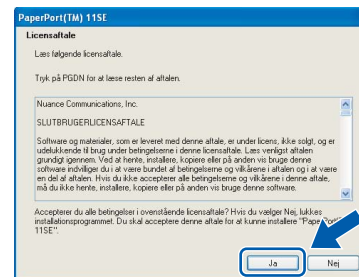 PaperPort(TM) 11SE
Licensaftale
Læs følgende licensaftale.
Tryk på PGDN for at læse resten af aftalen.
Nuance Communications, Inc.
SLUTBRUGERLICENSAFTALE
Software og materialer, som er leveret med denne aftale, er under licens, ikke solgt, og er
udelukkende til brug under betingelserne i denne licensaftale. Læs venligst aftalen
grundigt igennem. Ved at hente, installere, kopiere eller på anden vis bruge denne
software indvilliger du i at være bundet af betingelserne og vilkårene i aftalen og i at være
en del af aftalen. Hvis du ikke accepterer alle betingelserne og vilkårene i denne aftale,
må du ikke hente, installere, kopiere eller på anden vis bruge denne software.
Accepterer du alle betingelser i ovenstående licensaftale? Hvis du vælger Nej, lukkes
installationsprogrammet. Du skal acceptere denne aftale for at kunne installere "PaperPort
11SE".
Ja
Nej